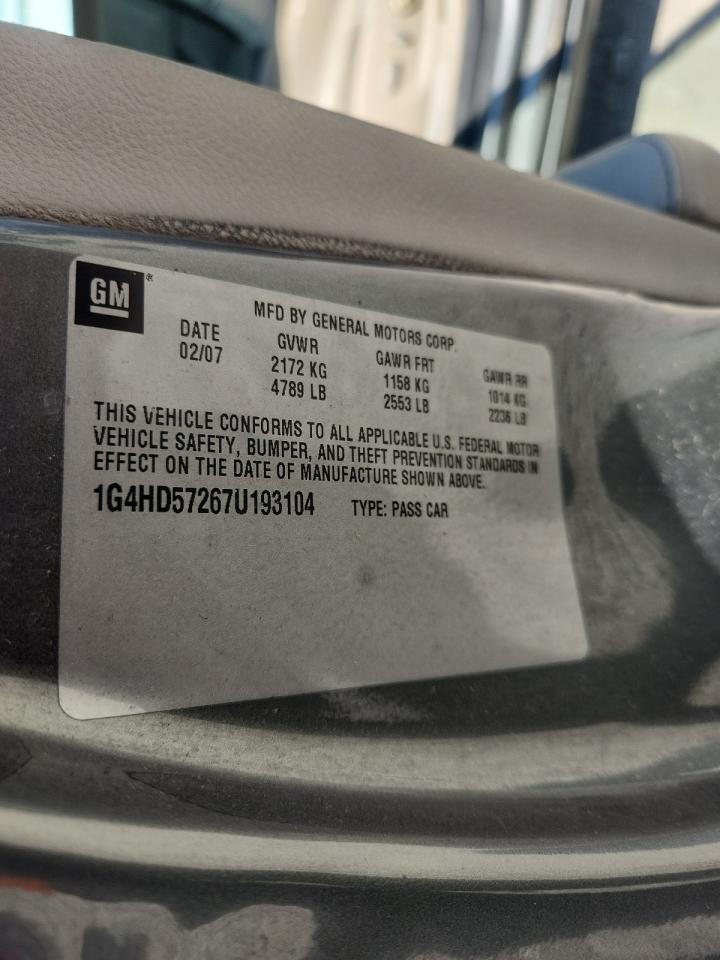 GM ®
MFD BY GENERAL MOTORS CORP.
DATE GVWR GAWR FRT GAWR RR
02/07 2172 KG 1158 KG 1014 KG
4789 LB 2553 LB 2236 LB
THIS VEHICLE CONFORMS TO ALL APPLICABLE U.S. FEDERAL MOTOR
VEHICLE SAFETY, BUMPER, AND THEFT PREVENTION STANDARDS IN
EFFECT ON THE DATE OF MANUFACTURE SHOWN ABOVE.
1G4HD57267U193104 TYPE: PASS CAR